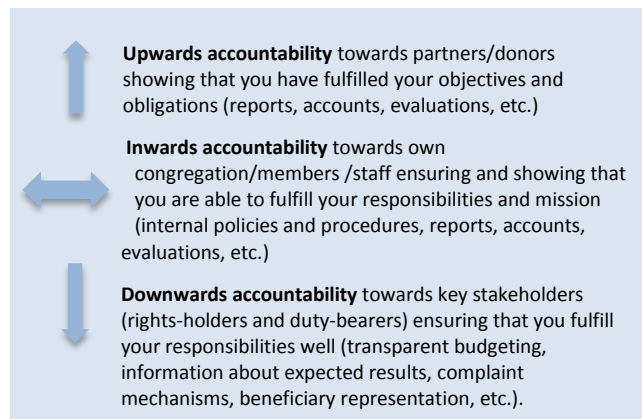 Upwards accountability towards partners/donors
showing that you have fulfilled your objectives and
obligations (reports, accounts, evaluations, etc.)
Inwards accountability towards own
congregation/members /staff ensuring and showing that
you are able to fulfill your responsibilities and mission
(internal policies and procedures, reports, accounts,
evaluations, etc.)
Downwards accountability towards key stakeholders
(rights-holders and duty-bearers) ensuring that you fulfill
your responsibilities well (transparent budgeting,
information about expected results, complaint
mechanisms, beneficiary representation, etc.).